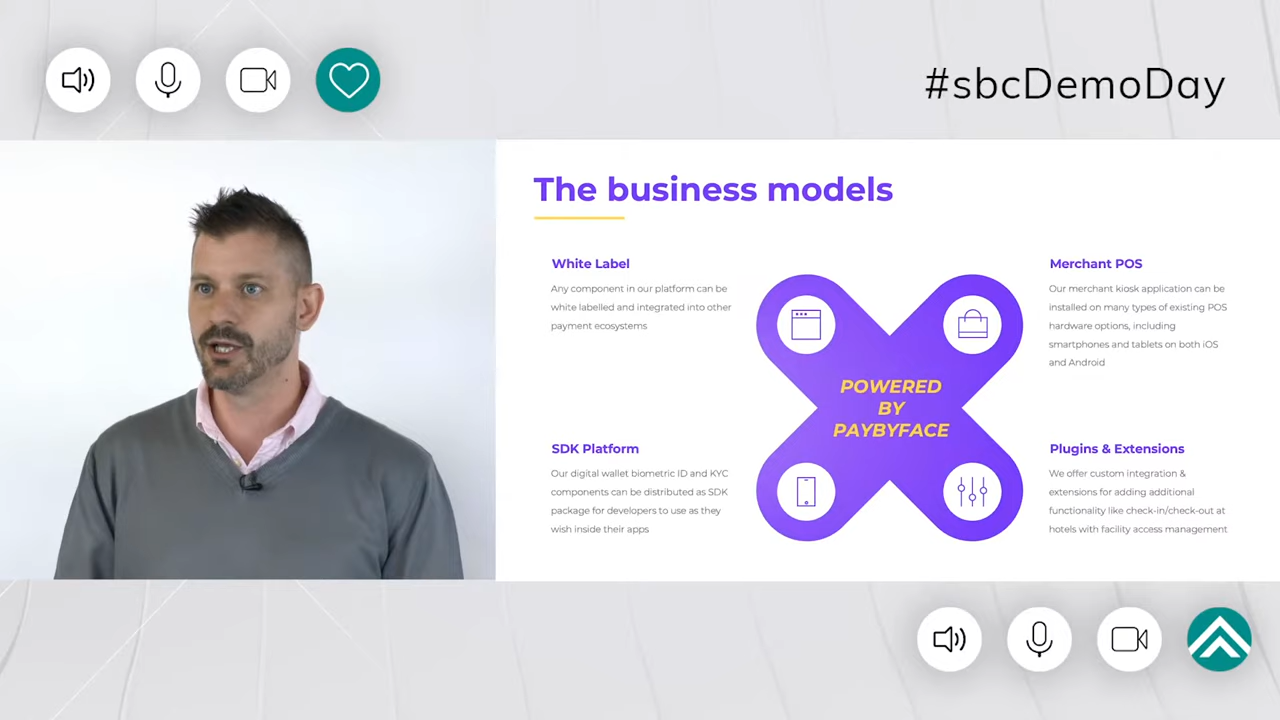 #sbcDemoDay
The business models
White Label
Any component in our platform can be
white labelled and integrated into other
payment ecosystems
Merchant POS
Our merchant kiosk application can be
installed on many types of existing POS
hardware options, including
smartphones and tablets on both iOS
and Android
POWERED
BY
PAYBYFACE
SDK Platform
Our digital wallet biometric ID and KYC
components can be distributed as SDK
package for developers to use as they
wish inside their apps
Plugins & Extensions
We offer custom integration &
extensions for adding additional
functionality like check-in/check-out at
hotels with facility access management